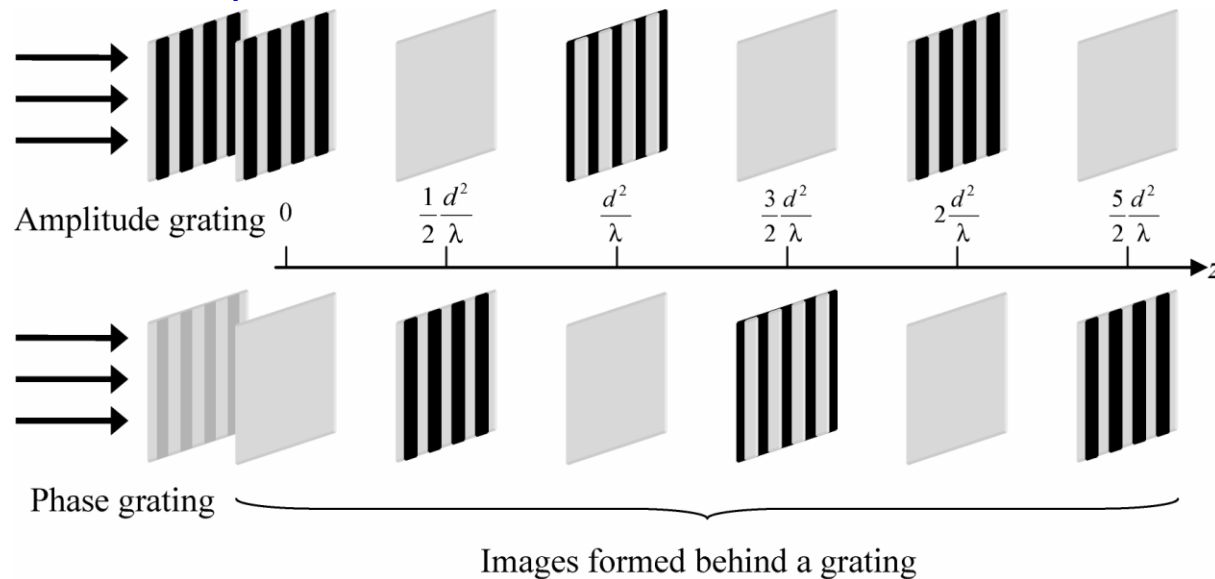 Amplitude grating
0
1/2 d²/λ
d²/λ
3/2 d²/λ
2 d²/λ
5/2 d²/λ
z
Phase grating
Images formed behind a grating